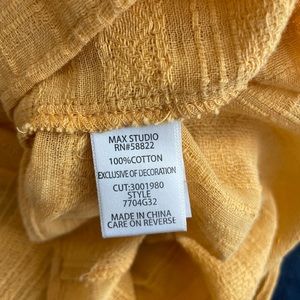 MAX STUDIO
RN#58822
100%COTTON
EXCLUSIVE OF DECORATION
CUT:3001980
STYLE
7704G32
MADE IN CHINA
CARE ON REVERSE